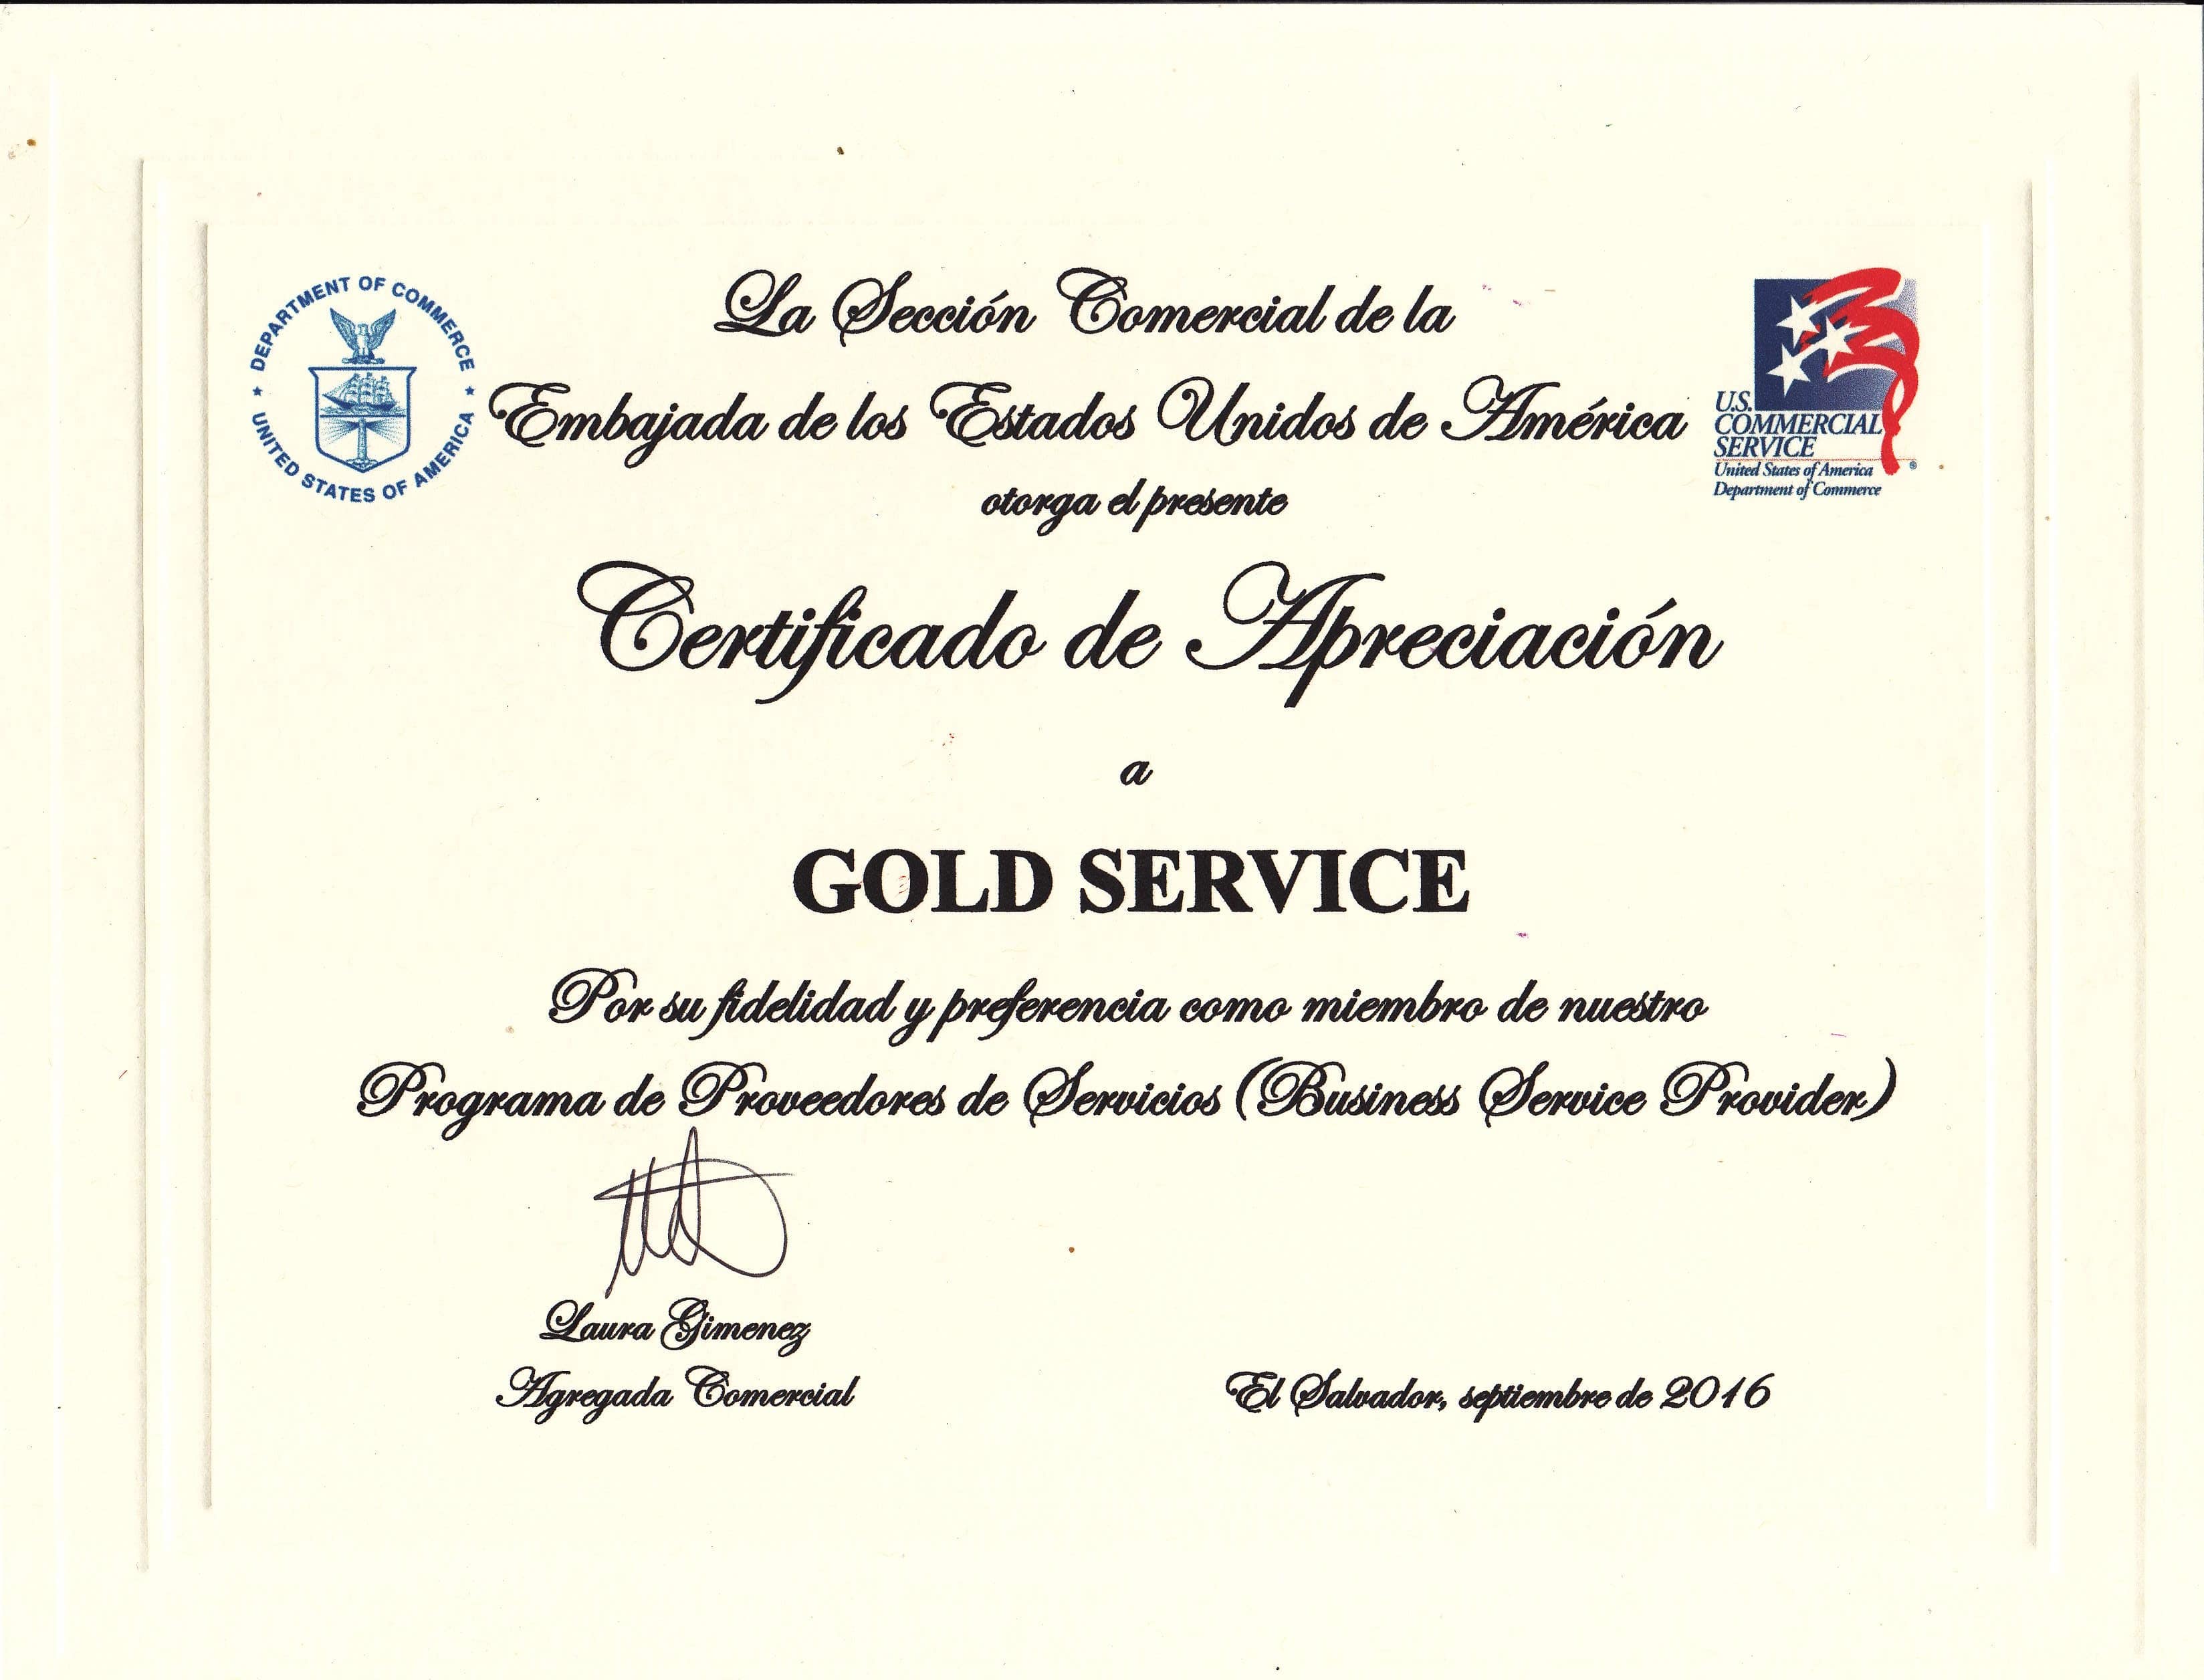 DEPARTMENT OF COMMERCE
UNITED STATES OF AMERICA
La Sección Comercial de la
Embajada de los Estados Unidos de América
U.S.
COMMERCIAL
SERVICE
United States of America
Department of Commerce
®
otorga el presente
Certificado de Apreciación
a
GOLD SERVICE
Por su fidelidad y preferencia como miembro de nuestro
Programa de Proveedores de Servicios (Business Service Provider)
Laura Gimenez
Agregada Comercial
El Salvador, septiembre de 2016